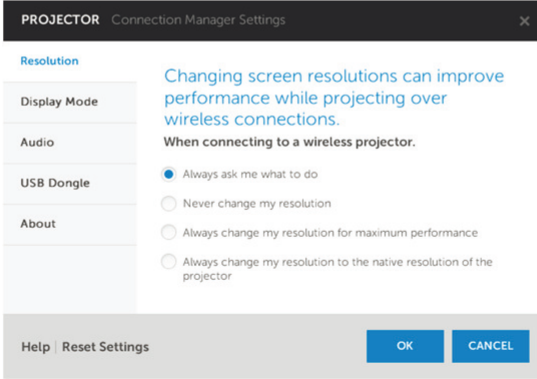 PROJECTOR Connection Manager Settings ×
Resolution
Display Mode
Audio
USB Dongle
About
Changing screen resolutions can improve
performance while projecting over
wireless connections.
When connecting to a wireless projector.
Always ask me what to do
Never change my resolution
Always change my resolution for maximum performance
Always change my resolution to the native resolution of the
projector
Help | Reset Settings
OK
CANCEL